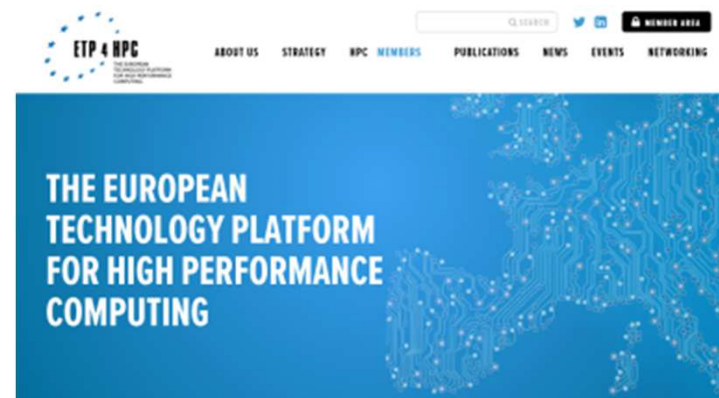 SEARCH
MEMBER AREA
ETP 4 HPC
THE EUROPEAN
TECHNOLOGY PLATFORM
FOR HIGH PERFORMANCE
COMPUTING
ABOUT US STRATEGY HPC MEMBERS PUBLICATIONS NEWS EVENTS NETWORKING
THE EUROPEAN
TECHNOLOGY PLATFORM
FOR HIGH PERFORMANCE
COMPUTING